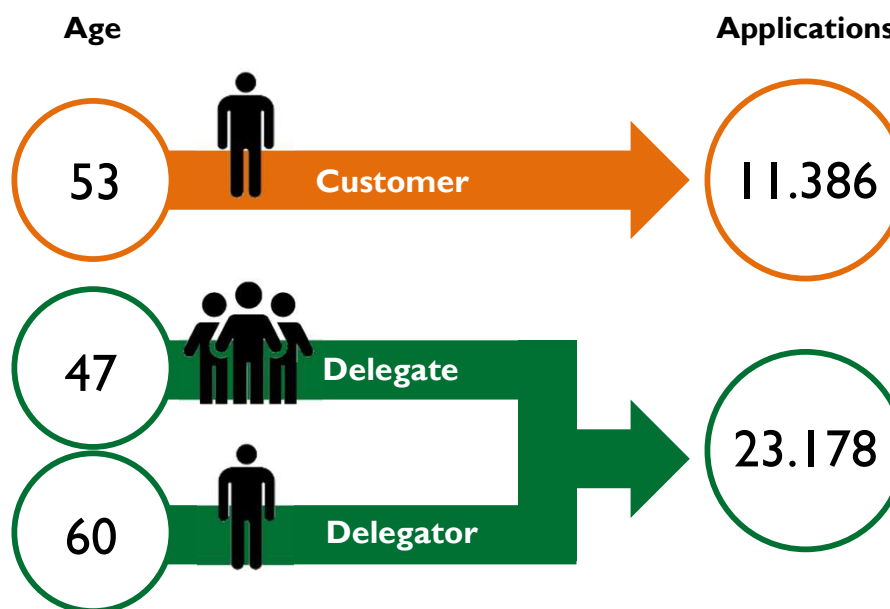 Age
Applications
53
Customer
11.386
47
Delegate
23.178
60
Delegator